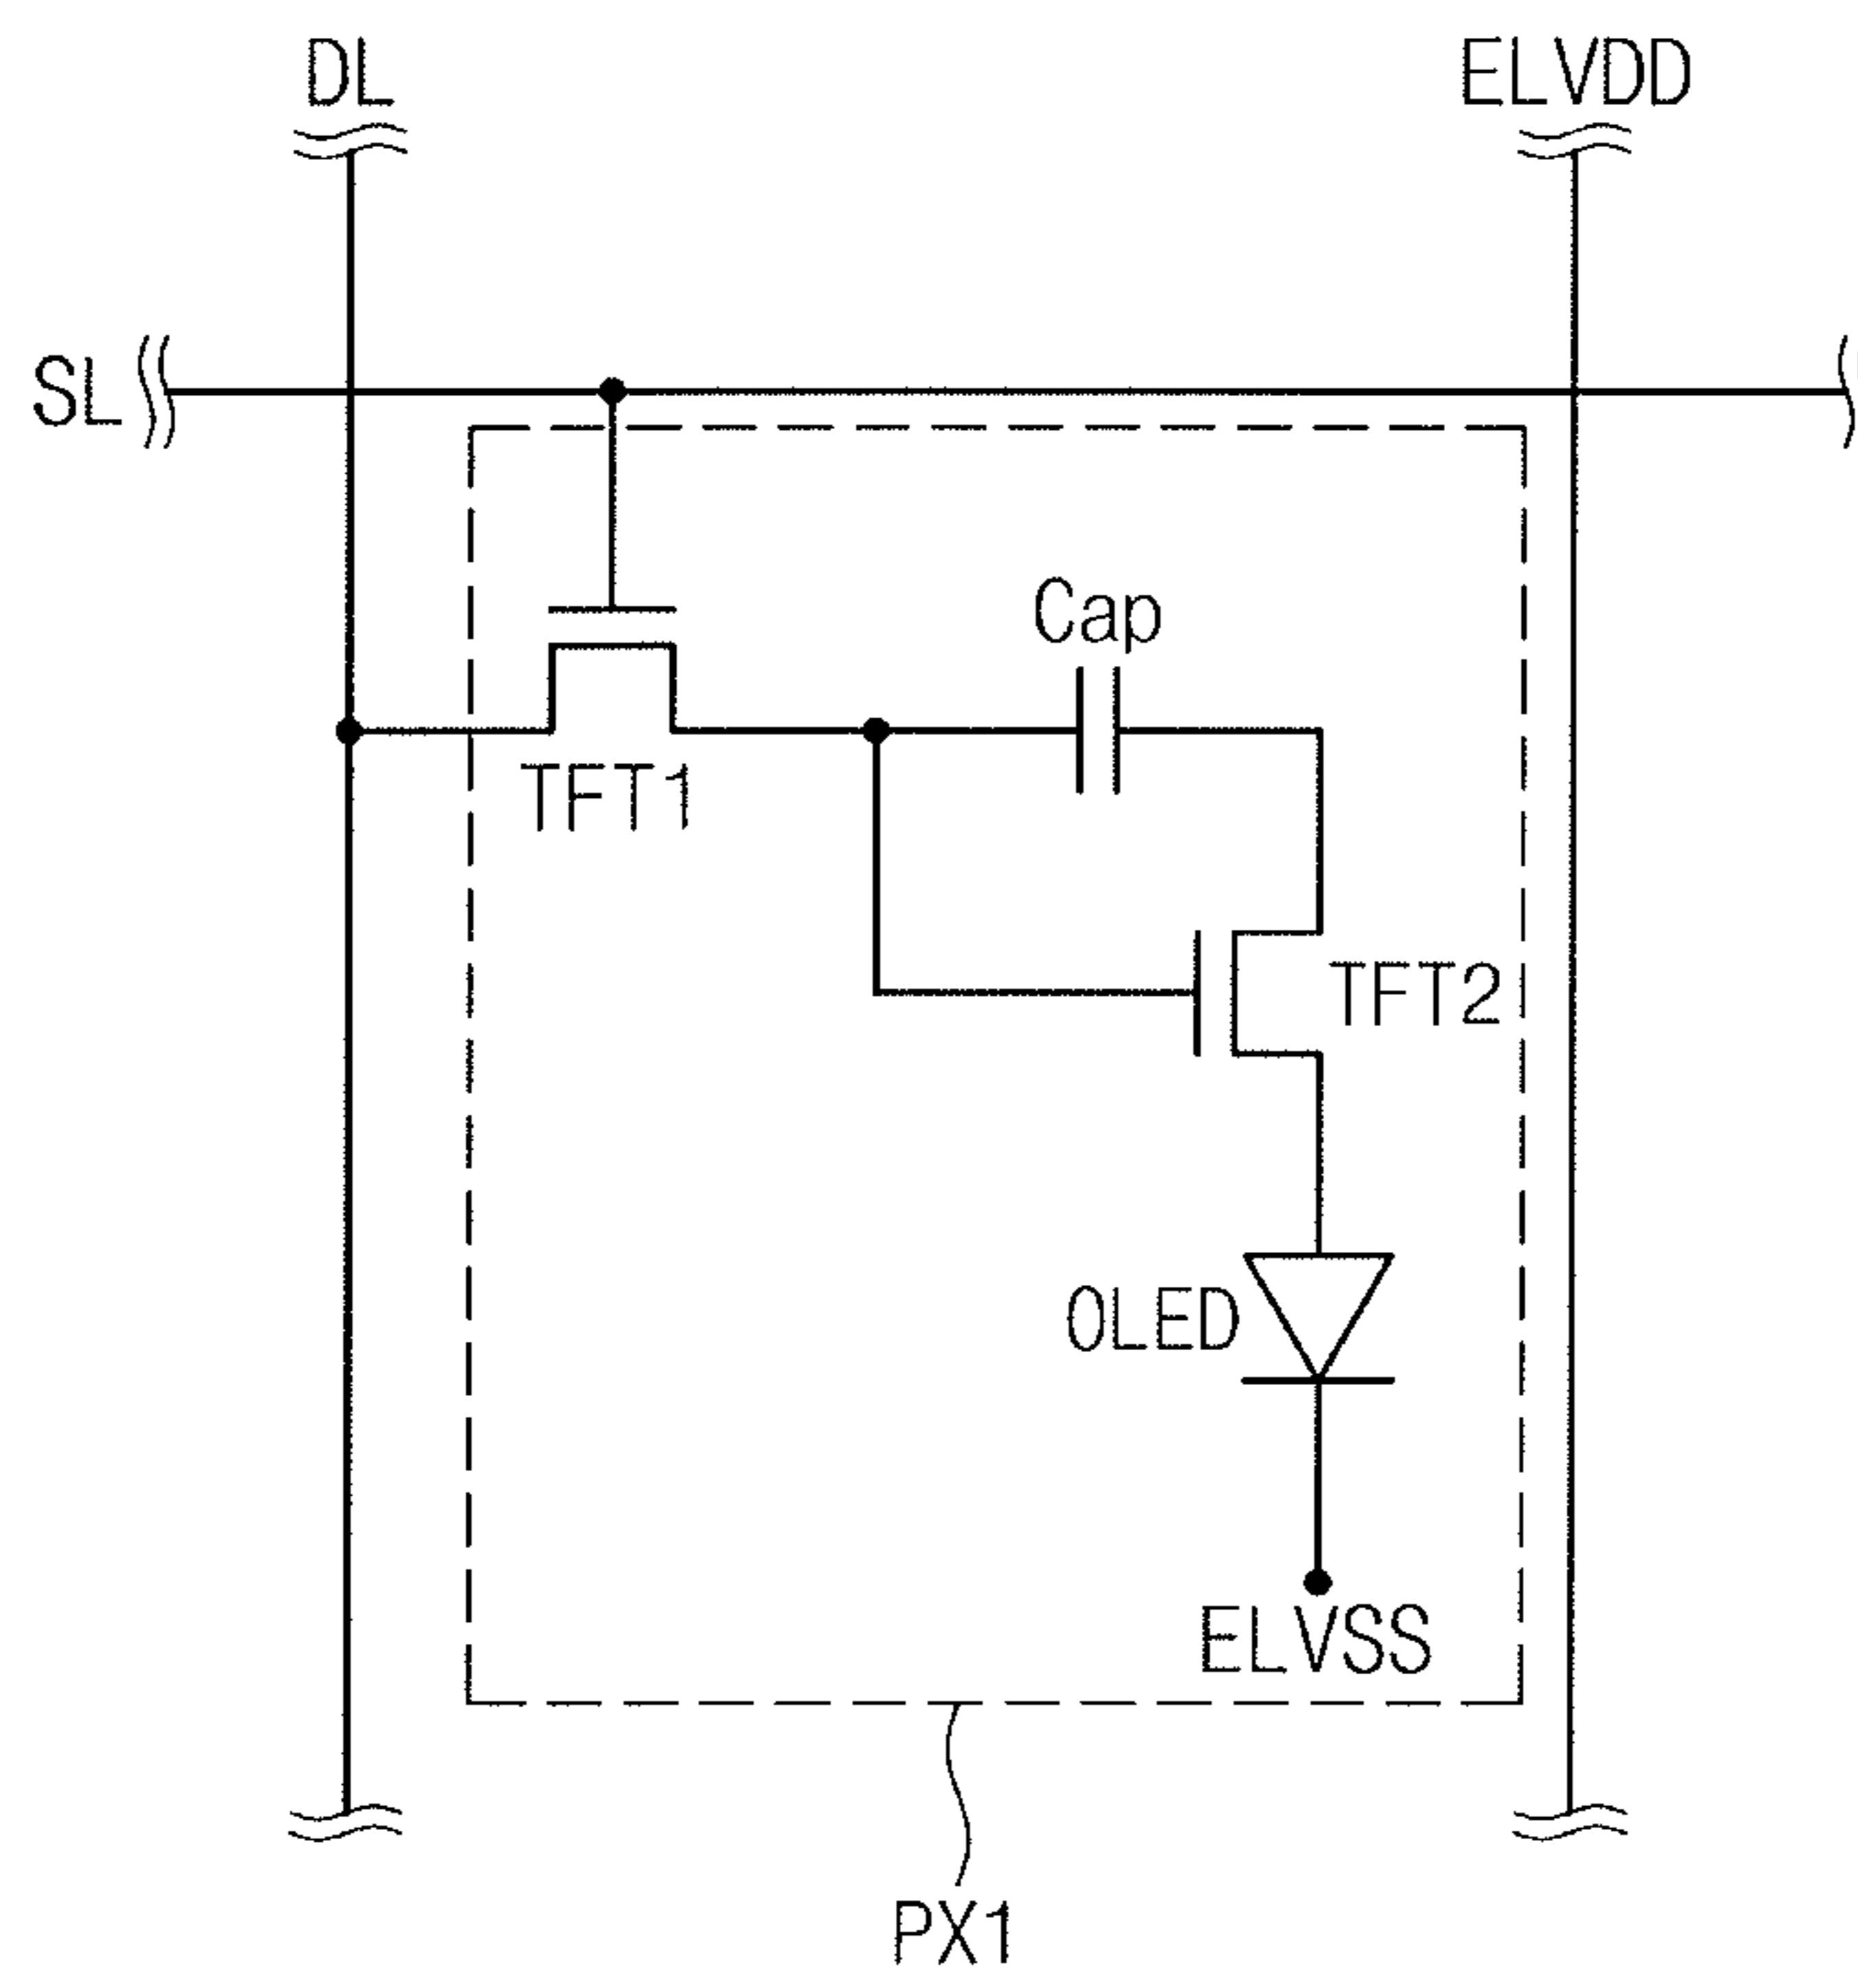 DL
ELVDD
SL
Cap
TFT1
TFT2
OLED
ELVSS
PX1